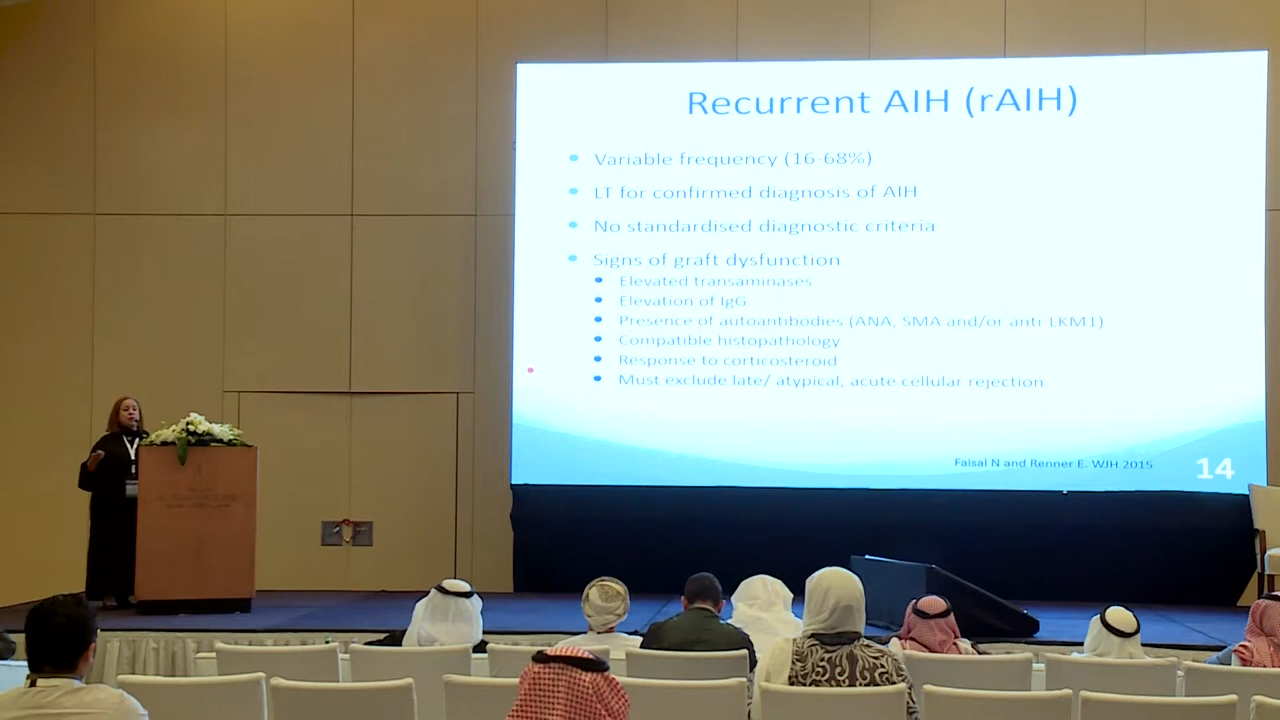 Recurrent AIH (rAIH)
Variable frequency (16-68%)
LT for confirmed diagnosis of AIH
No standardised diagnostic criteria
Signs of graft dysfunction
Elevated transaminases
Elevation of IgG
Presence of autoantibodies (ANA, SMA and/or anti LKM1)
Compatible histopathology
Response to corticosteroid
Must exclude late/ atypical, acute cellular rejection
Faisal N and Renner E. WJH 2015
14